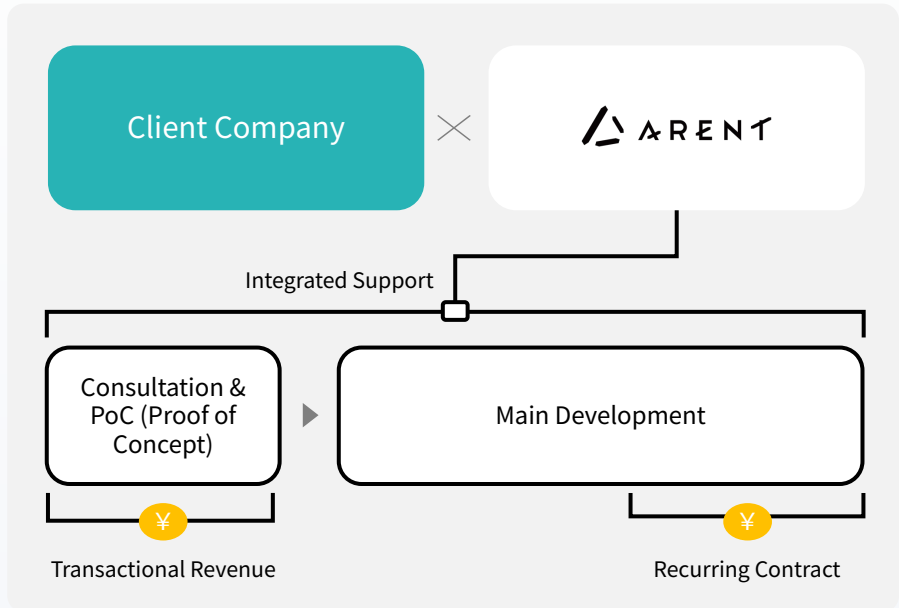 Client Company
ARENT
Integrated Support
Consultation &
PoC (Proof of
Concept)
Main Development
¥
¥
Transactional Revenue
Recurring Contract